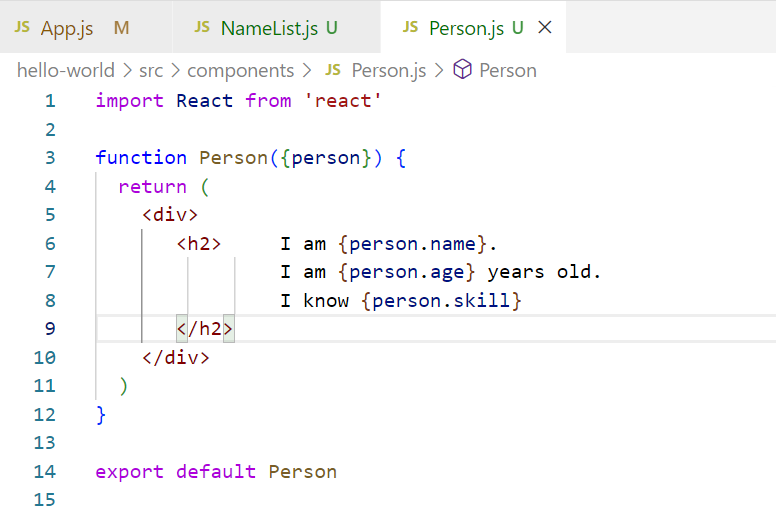 JS App.js M JS NameList.js U JS Person.js U
hello-world > src > components > JS Person.js > Person
1 import React from 'react'
2
3 function Person({person}) {
4 return (
5 <div>
6 <h2> I am {person.name}.
7 I am {person.age} years old.
8 I know {person.skill}
9 </h2>
10 </div>
11 )
12 }
13
14 export default Person
15